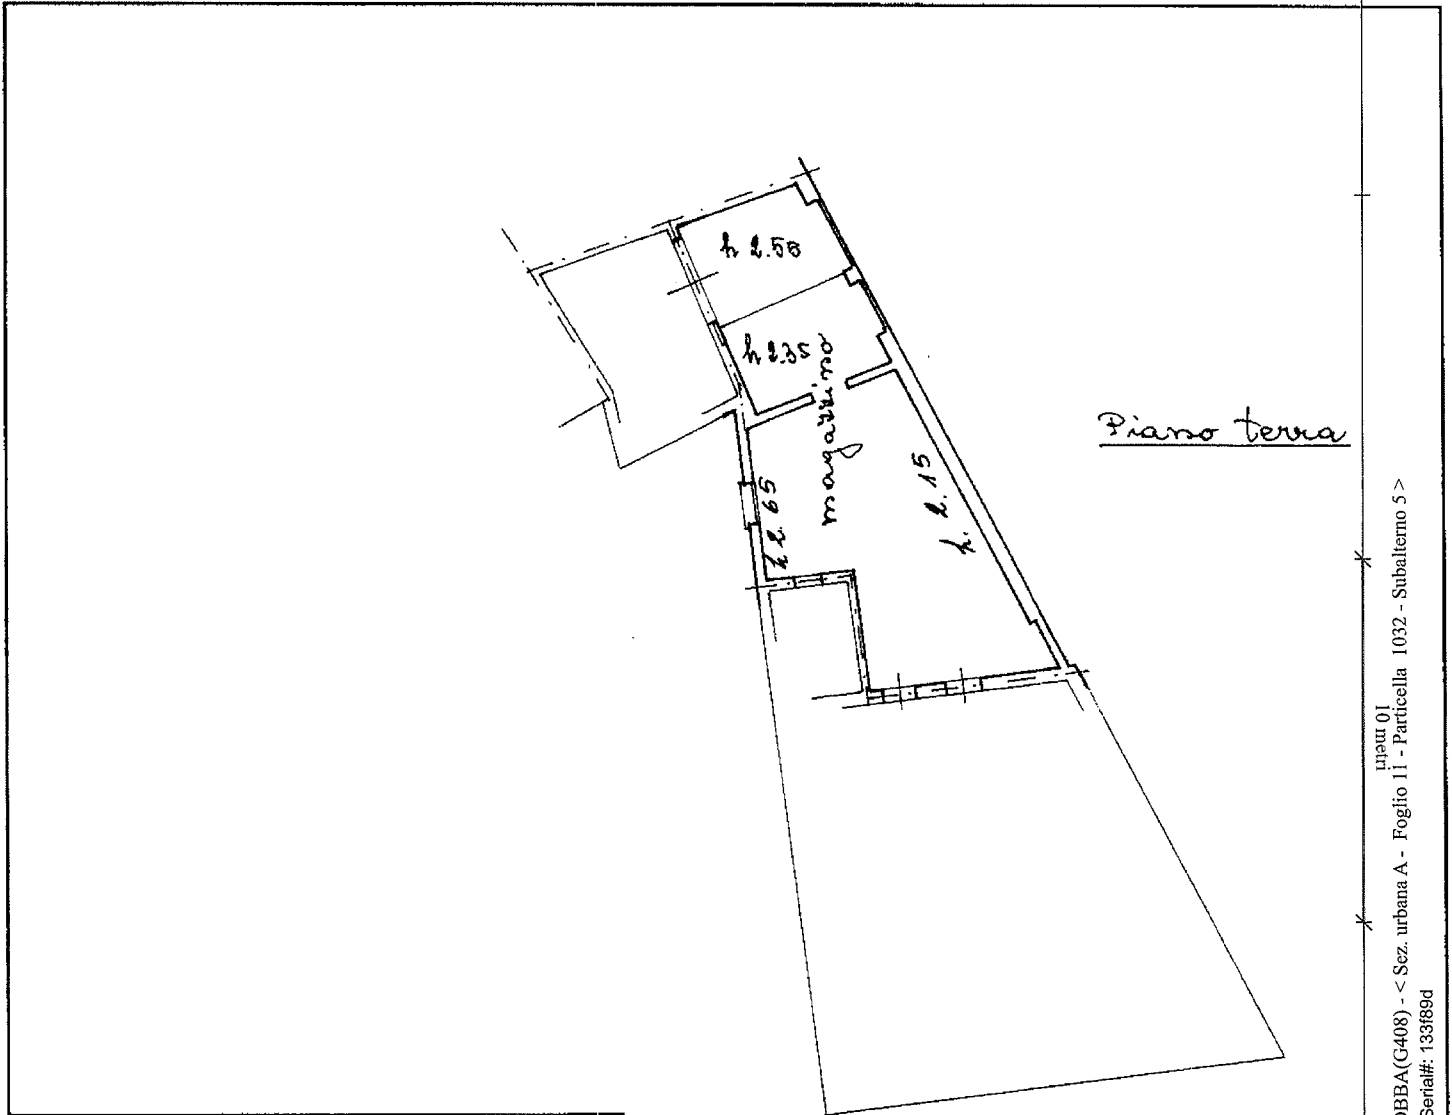 h 2.50
h 2.35
magazzino
h 2.65
h. 2.15
Piano terra
10 metri
OBBA(G408) - < Sez. urbana A - Foglio 11 - Particella 1032 - Subalterno 5 >
Serial#: 133f89d